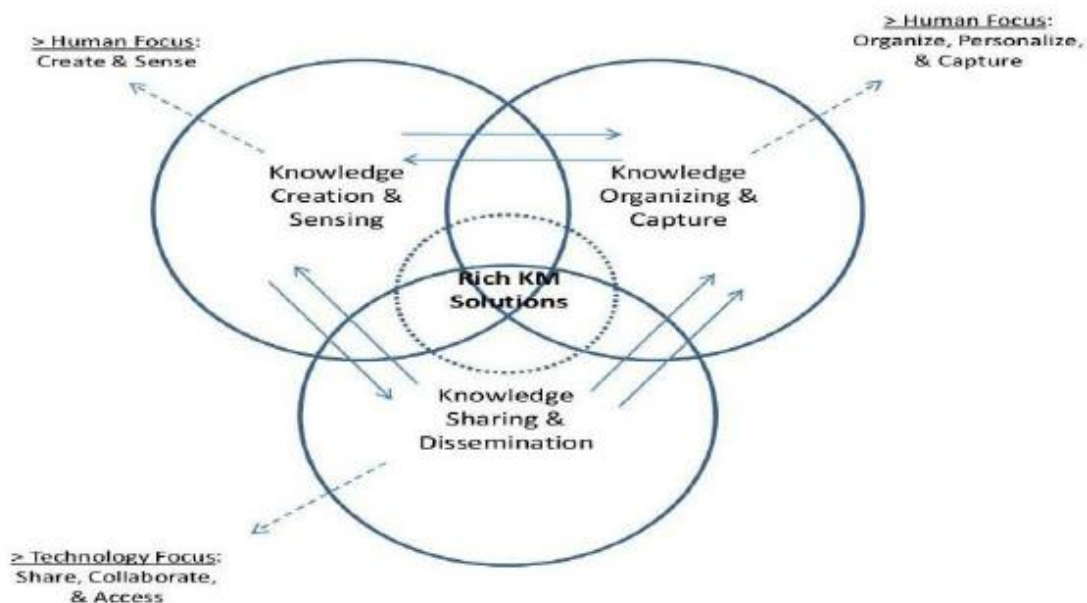 > Human Focus:
Create & Sense
> Human Focus:
Organize, Personalize,
& Capture
Knowledge
Creation &
Sensing
Knowledge
Organizing &
Capture
Rich KM
Solutions
Knowledge
Sharing &
Dissemination
> Technology Focus:
Share, Collaborate,
& Access